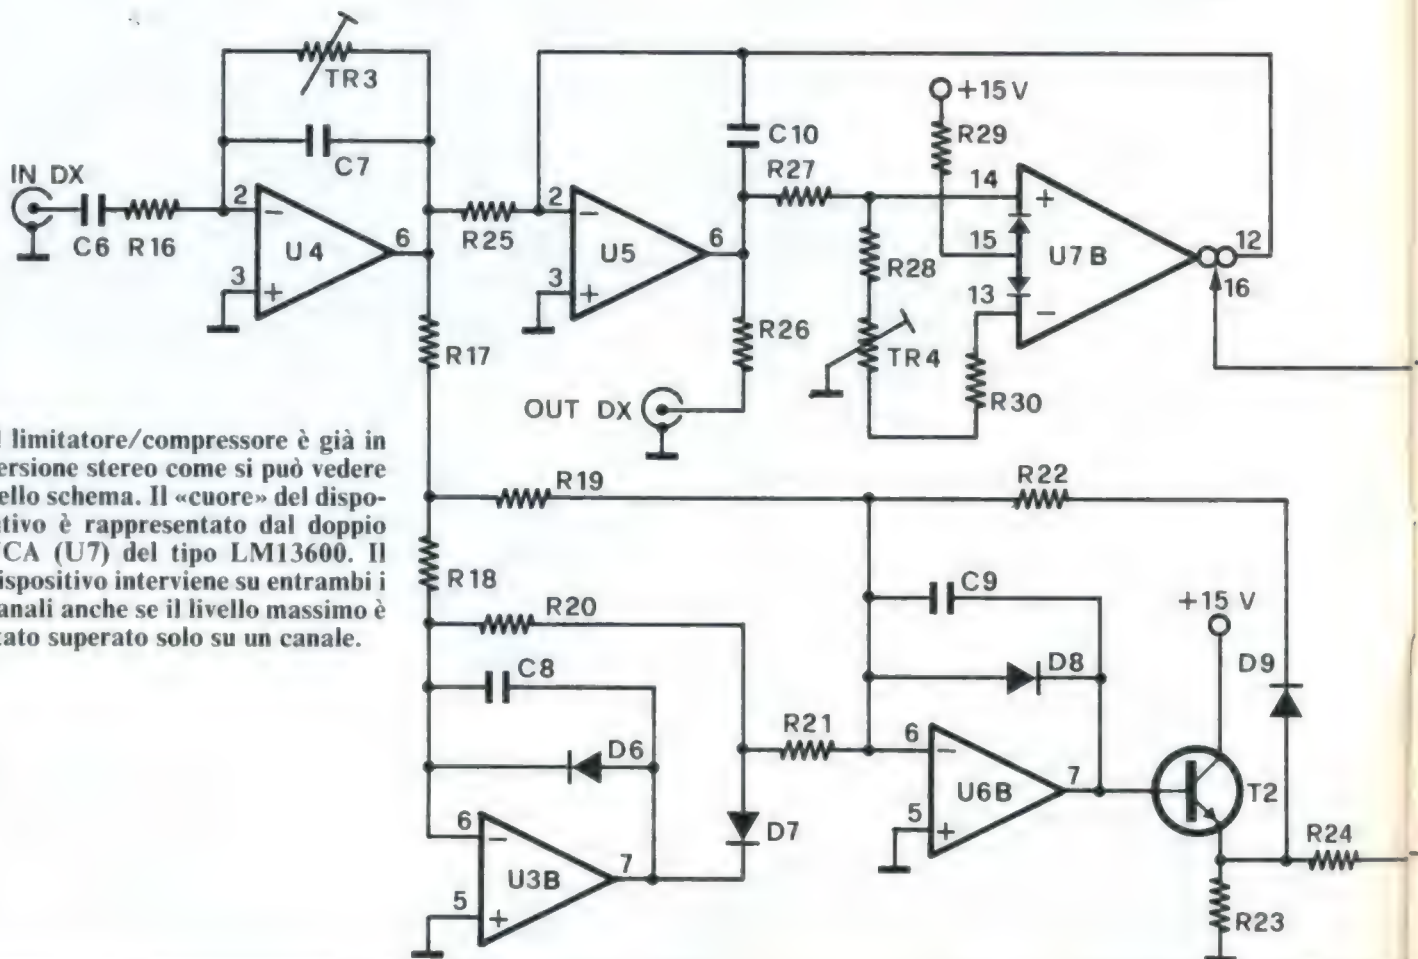 TR3
+15 V
C10
R29
C7
R27
IN DX
2
−
14
+
C6
R16
U4
6
R25
2
−
U5
6
15
U7 B
12
3
+
3
+
R28
13
−
16
R26
TR4
R17
R30
OUT DX
l limitatore/compressore è già in
ersione stereo come si può vedere
ello schema. Il «cuore» del dispo-
itivo è rappresentato dal doppio
CA (U7) del tipo LM13600. Il
ispositivo interviene su entrambi i
anali anche se il livello massimo è
tato superato solo su un canale.
R19
R22
R18
C9
R20
+15 V
C8
D8
D9
R21
6
−
D6
U6B
7
T2
5
+
D7
6
−
R24
U3B
7
5
+
R23